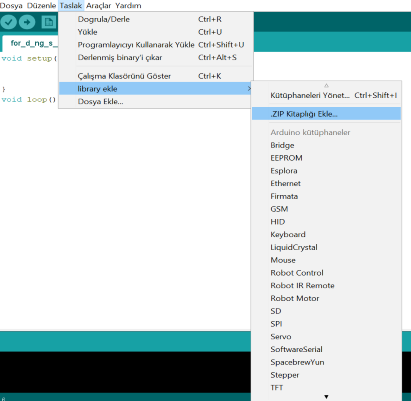 Dosya Düzenle Taslak Araçlar Yardım
for_d_ng_s_
void setup(
}
void loop()
Dogrula/Derle Ctrl+R
Yükle Ctrl+U
Programlayıcıyı Kullanarak Yükle Ctrl+Shift+U
Derlenmiş binary'i çıkar Ctrl+Alt+S
Çalışma Klasörünü Göster Ctrl+K
library ekle
Dosya Ekle...
Kütüphaneleri Yönet... Ctrl+Shift+I
.ZIP Kitaplığı Ekle...
Arduino kütüphaneler
Bridge
EEPROM
Esplora
Ethernet
Firmata
GSM
HID
Keyboard
LiquidCrystal
Mouse
Robot Control
Robot IR Remote
Robot Motor
SD
SPI
Servo
SoftwareSerial
SpacebrewYun
Stepper
TFT